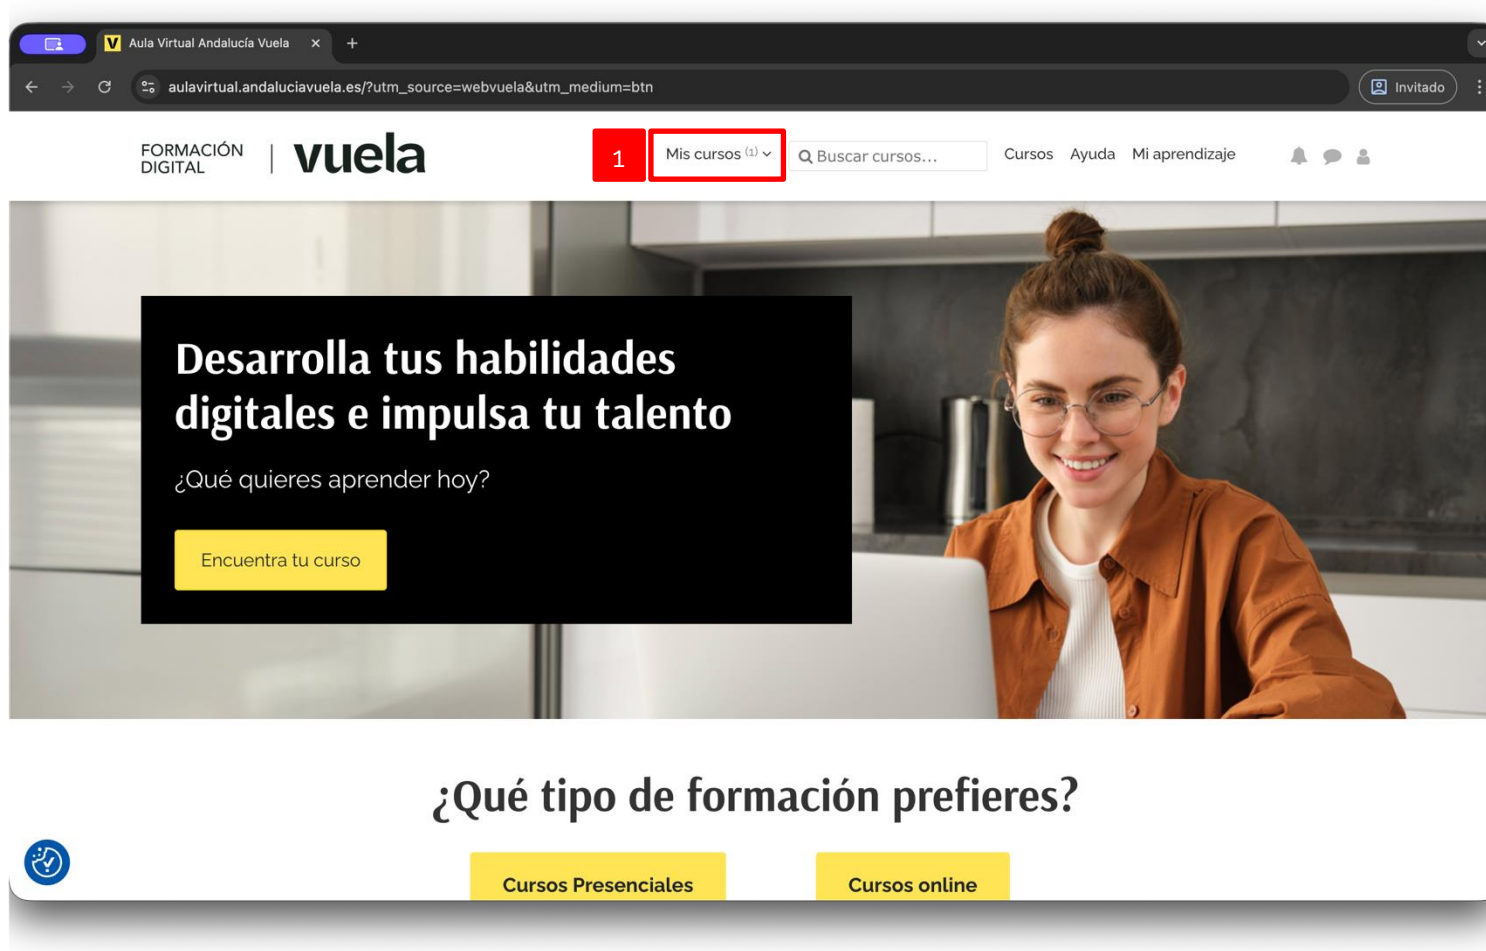 Aula Virtual Andalucía Vuela
aulavirtual.andaluciavuela.es/?utm_source=webvuela&utm_medium=btn
Invitado
FORMACIÓN
DIGITAL
vuela
1
Mis cursos (1)
Buscar cursos...
Cursos
Ayuda
Mi aprendizaje
Desarrolla tus habilidades
digitales e impulsa tu talento
¿Qué quieres aprender hoy?
Encuentra tu curso
¿Qué tipo de formación prefieres?
Cursos Presenciales
Cursos online